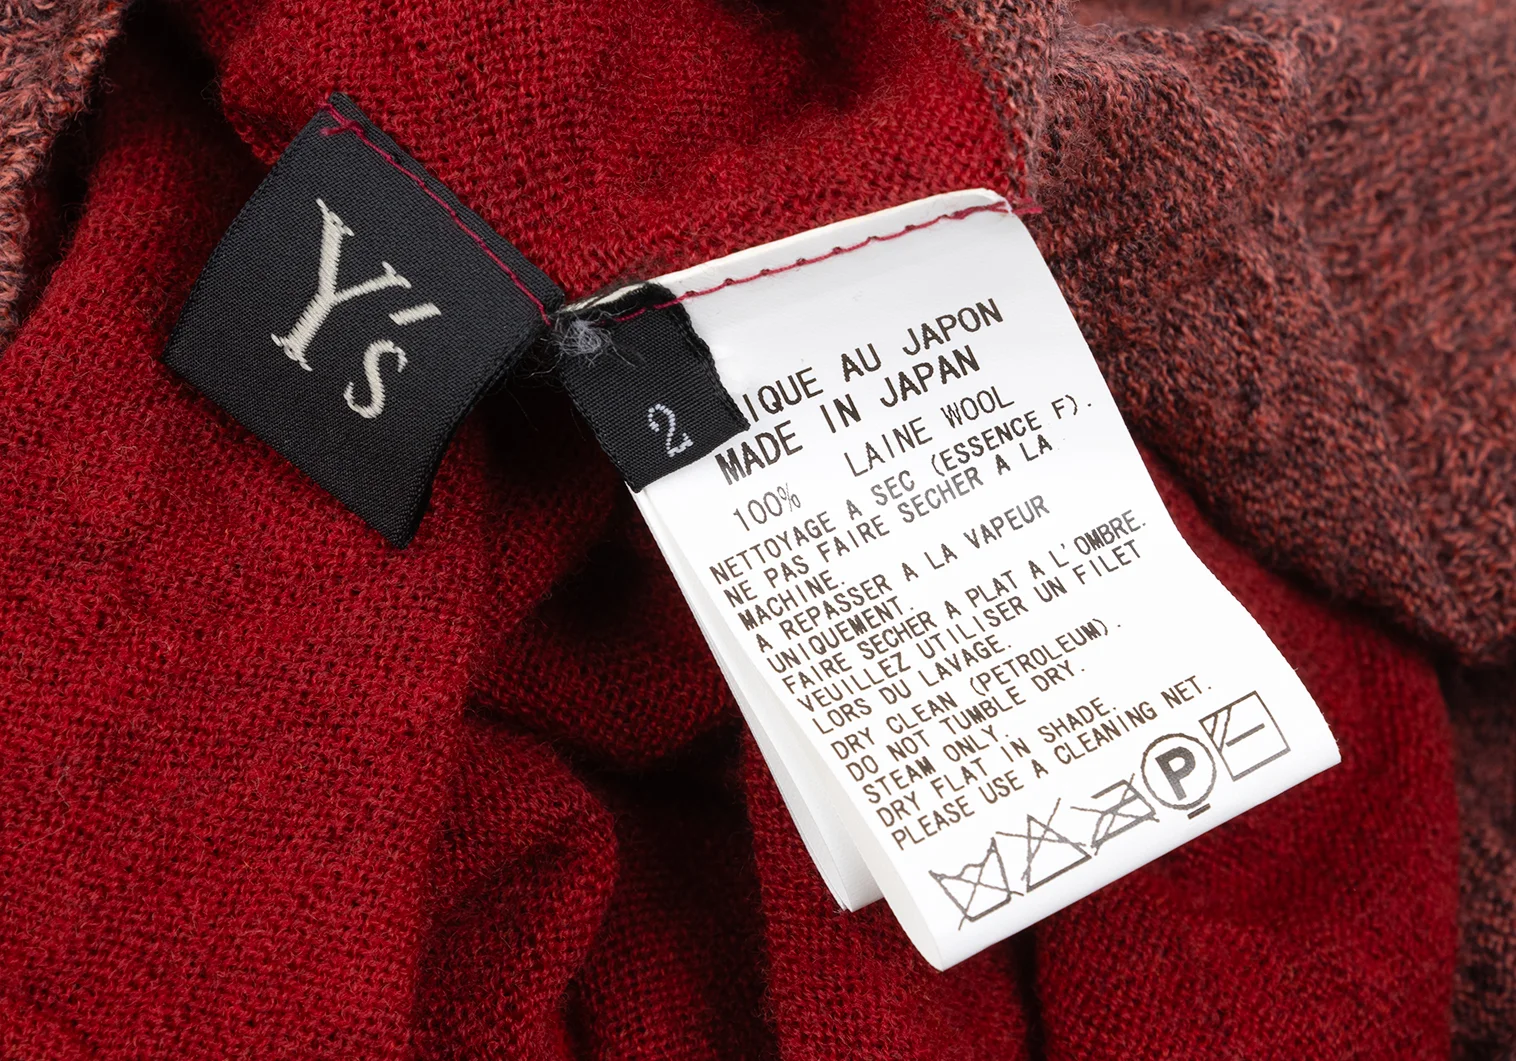 Y's
2
IQUE AU JAPON
MADE IN JAPAN
100% LAINE WOOL
NETTOYAGE A SEC (ESSENCE F).
NE PAS FAIRE SECHER A LA
MACHINE.
A REPASSER A LA VAPEUR
UNIQUEMENT.
FAIRE SECHER A PLAT A L'OMBRE.
VEUILLEZ UTILISER UN FILET
LORS DU LAVAGE.
DRY CLEAN (PETROLEUM).
DO NOT TUMBLE DRY.
STEAM ONLY.
DRY FLAT IN SHADE.
PLEASE USE A CLEANING NET.
P